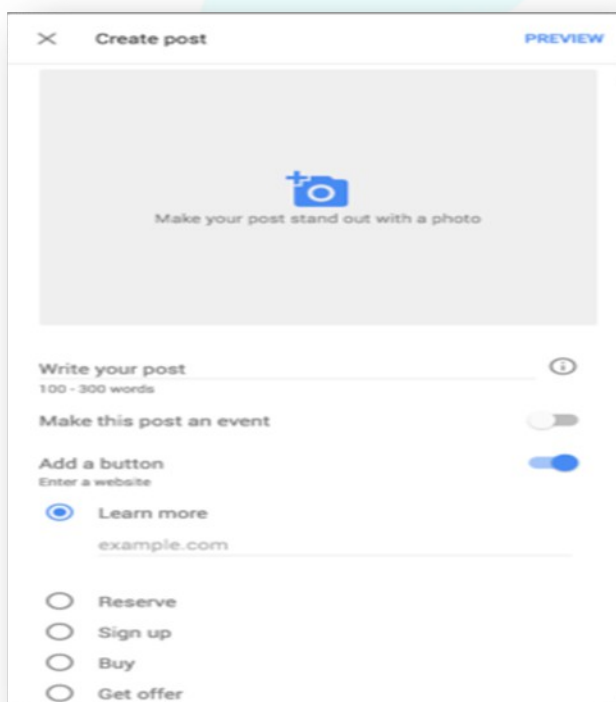 Create post PREVIEW
Make your post stand out with a photo
Write your post
100 - 300 words
Make this post an event
Add a button
Enter a website
Learn more
example.com
Reserve
Sign up
Buy
Get offer